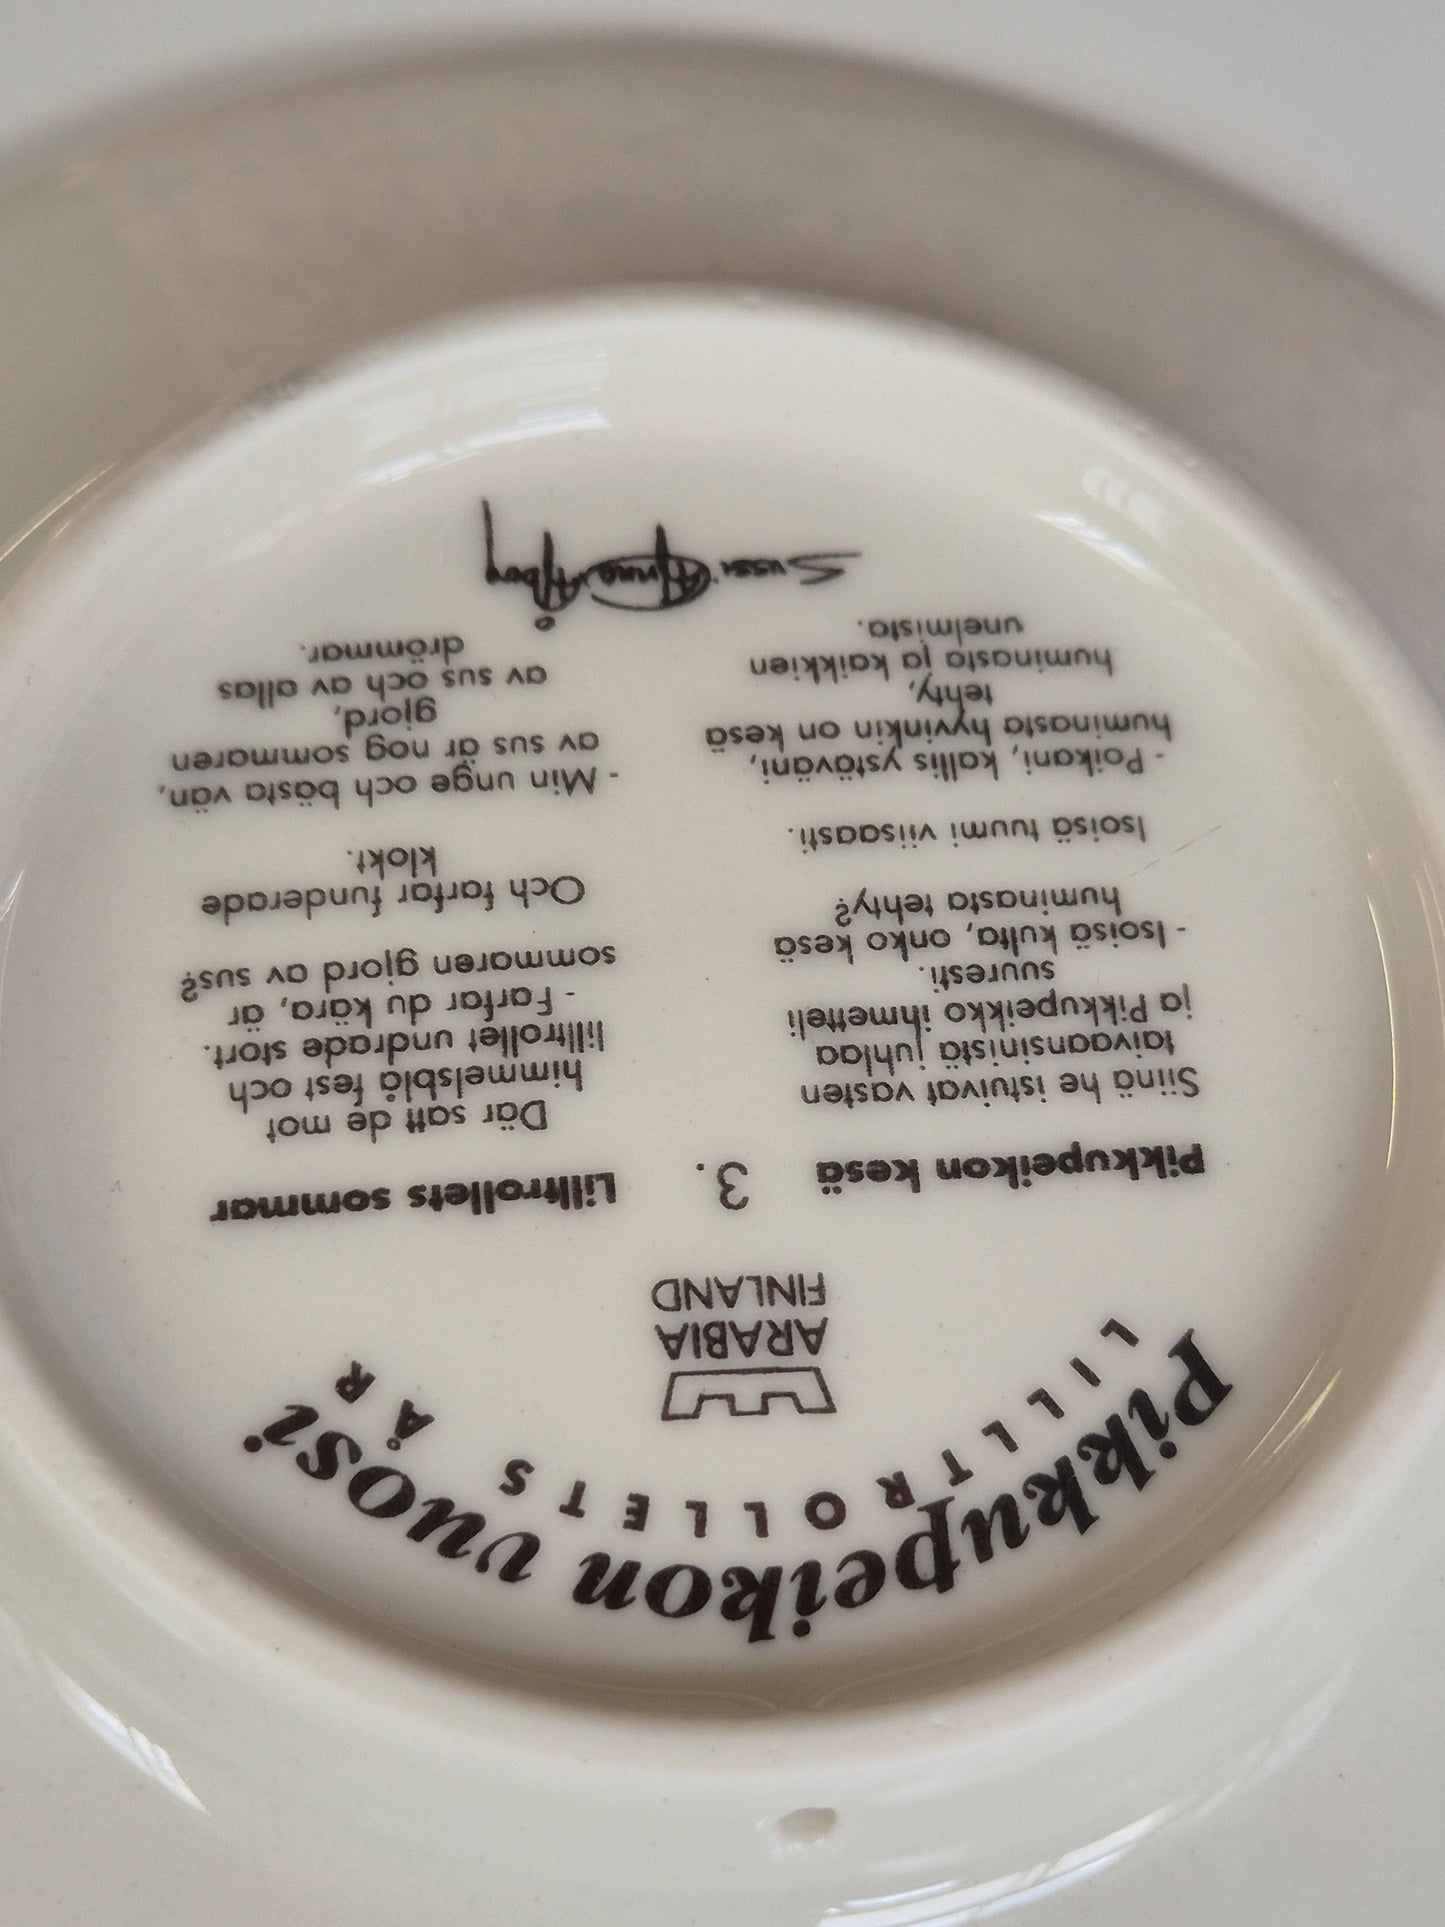 Pikkupeikon vuosi
LILLTROLLETS ÅR
ARABIA
FINLAND
3.
Pikkupeikon kesä
Siinä he istuivat vasten
taivaansinistä juhlaa
ja Pikkupeikko ihmetteli
suuresti.
- Isoisä kulta, onko kesä
huminasta tehty?
Isoisä tuumi viisaasti.
- Poikani, kallis ystäväni,
huminasta hyvinkin on kesä
tehty,
huminasta ja kaikkien
unelmista.
Lilltrollets sommar
Där satt de mot
himmelsblå fest och
lilltrollet undrade stort.
- Farfar du kära, är
sommaren gjord av sus?
Och farfar funderade
klokt.
- Min unge och bästa vän,
av sus är nog sommaren
gjord,
av sus och av allas
drömmar.